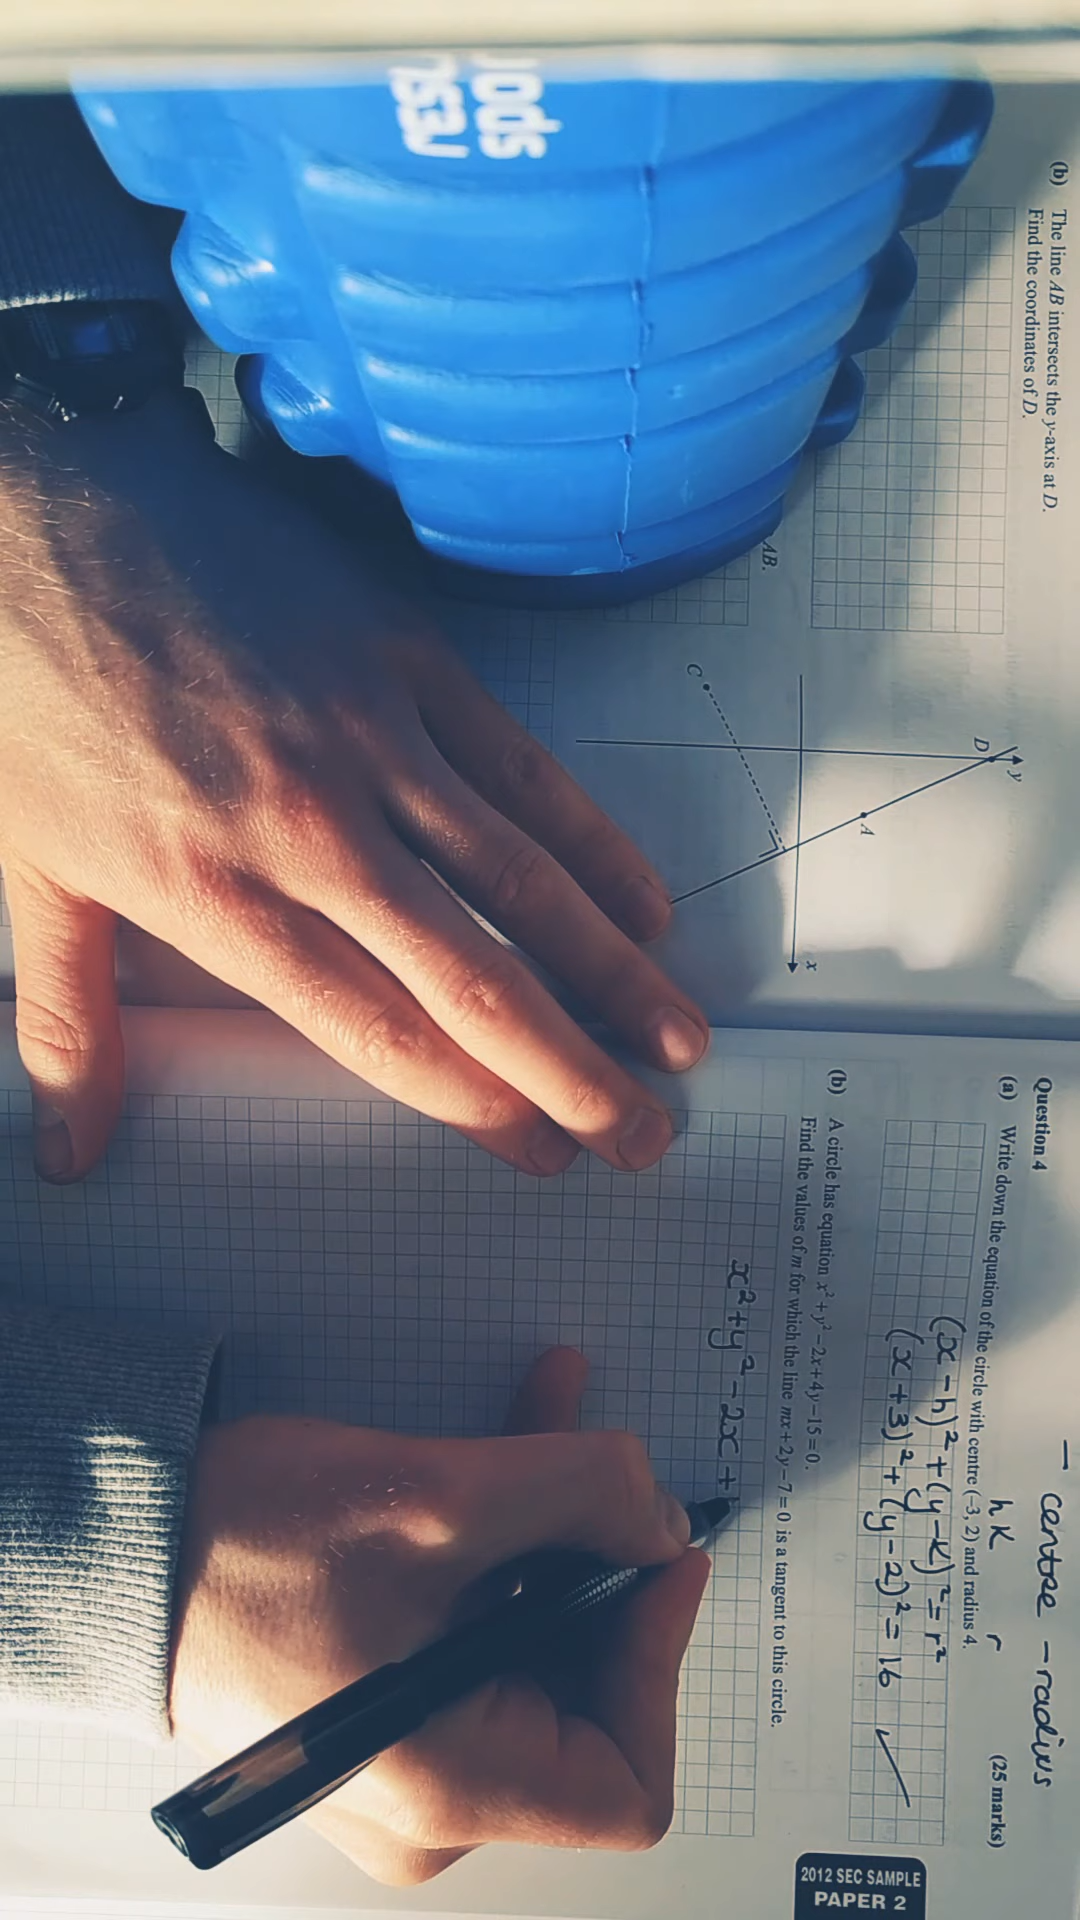 (b) The line AB intersects the y-axis at D.
Find the coordinates of D.
AB.
y
D
A
C
x
– centre – radius
Question 4
(25 marks)
h K r
(a) Write down the equation of the circle with centre (−3, 2) and radius 4.
(x – h)² + (y – k)² = r²
(x + 3)² + (y – 2)² = 16 ✓
(b) A circle has equation x² + y² − 2x + 4y − 15 = 0.
Find the values of m for which the line mx + 2y − 7 = 0 is a tangent to this circle.
x² + y² – 2x +
2012 SEC SAMPLE
PAPER 2